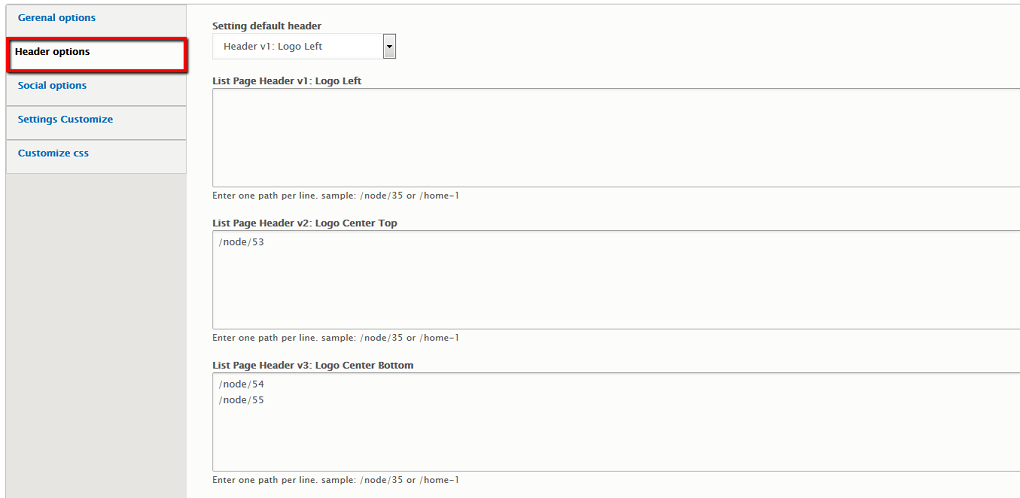 Gerenal options
Header options
Social options
Settings Customize
Customize css
Setting default header
Header v1: Logo Left
List Page Header v1: Logo Left
Enter one path per line. sample: /node/35 or /home-1
List Page Header v2: Logo Center Top
/node/53
Enter one path per line. sample: /node/35 or /home-1
List Page Header v3: Logo Center Bottom
/node/54
/node/55
Enter one path per line. sample: /node/35 or /home-1